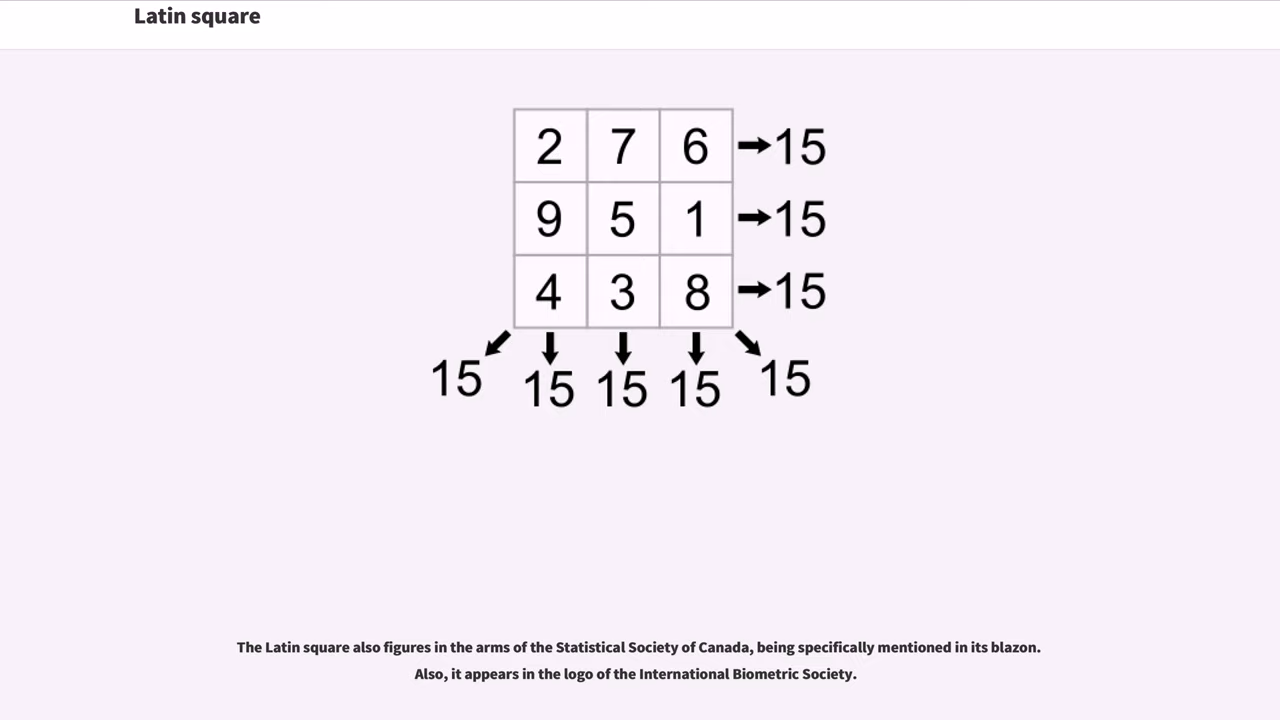 Latin square
2 7 6 →15
9 5 1 →15
4 3 8 →15
15 15 15 15 15
The Latin square also figures in the arms of the Statistical Society of Canada, being specifically mentioned in its blazon.
Also, it appears in the logo of the International Biometric Society.